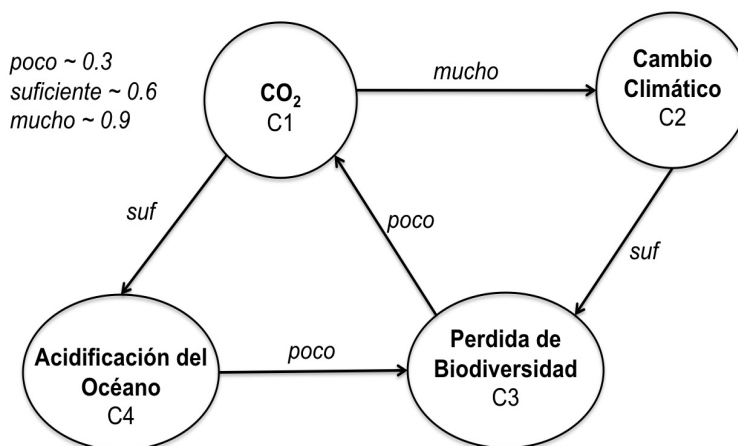 poco ~ 0.3
suficiente ~ 0.6
mucho ~ 0.9
CO₂
C1
mucho
Cambio
Climático
C2
suf
poco
suf
Acidificación del
Océano
C4
poco
Perdida de
Biodiversidad
C3